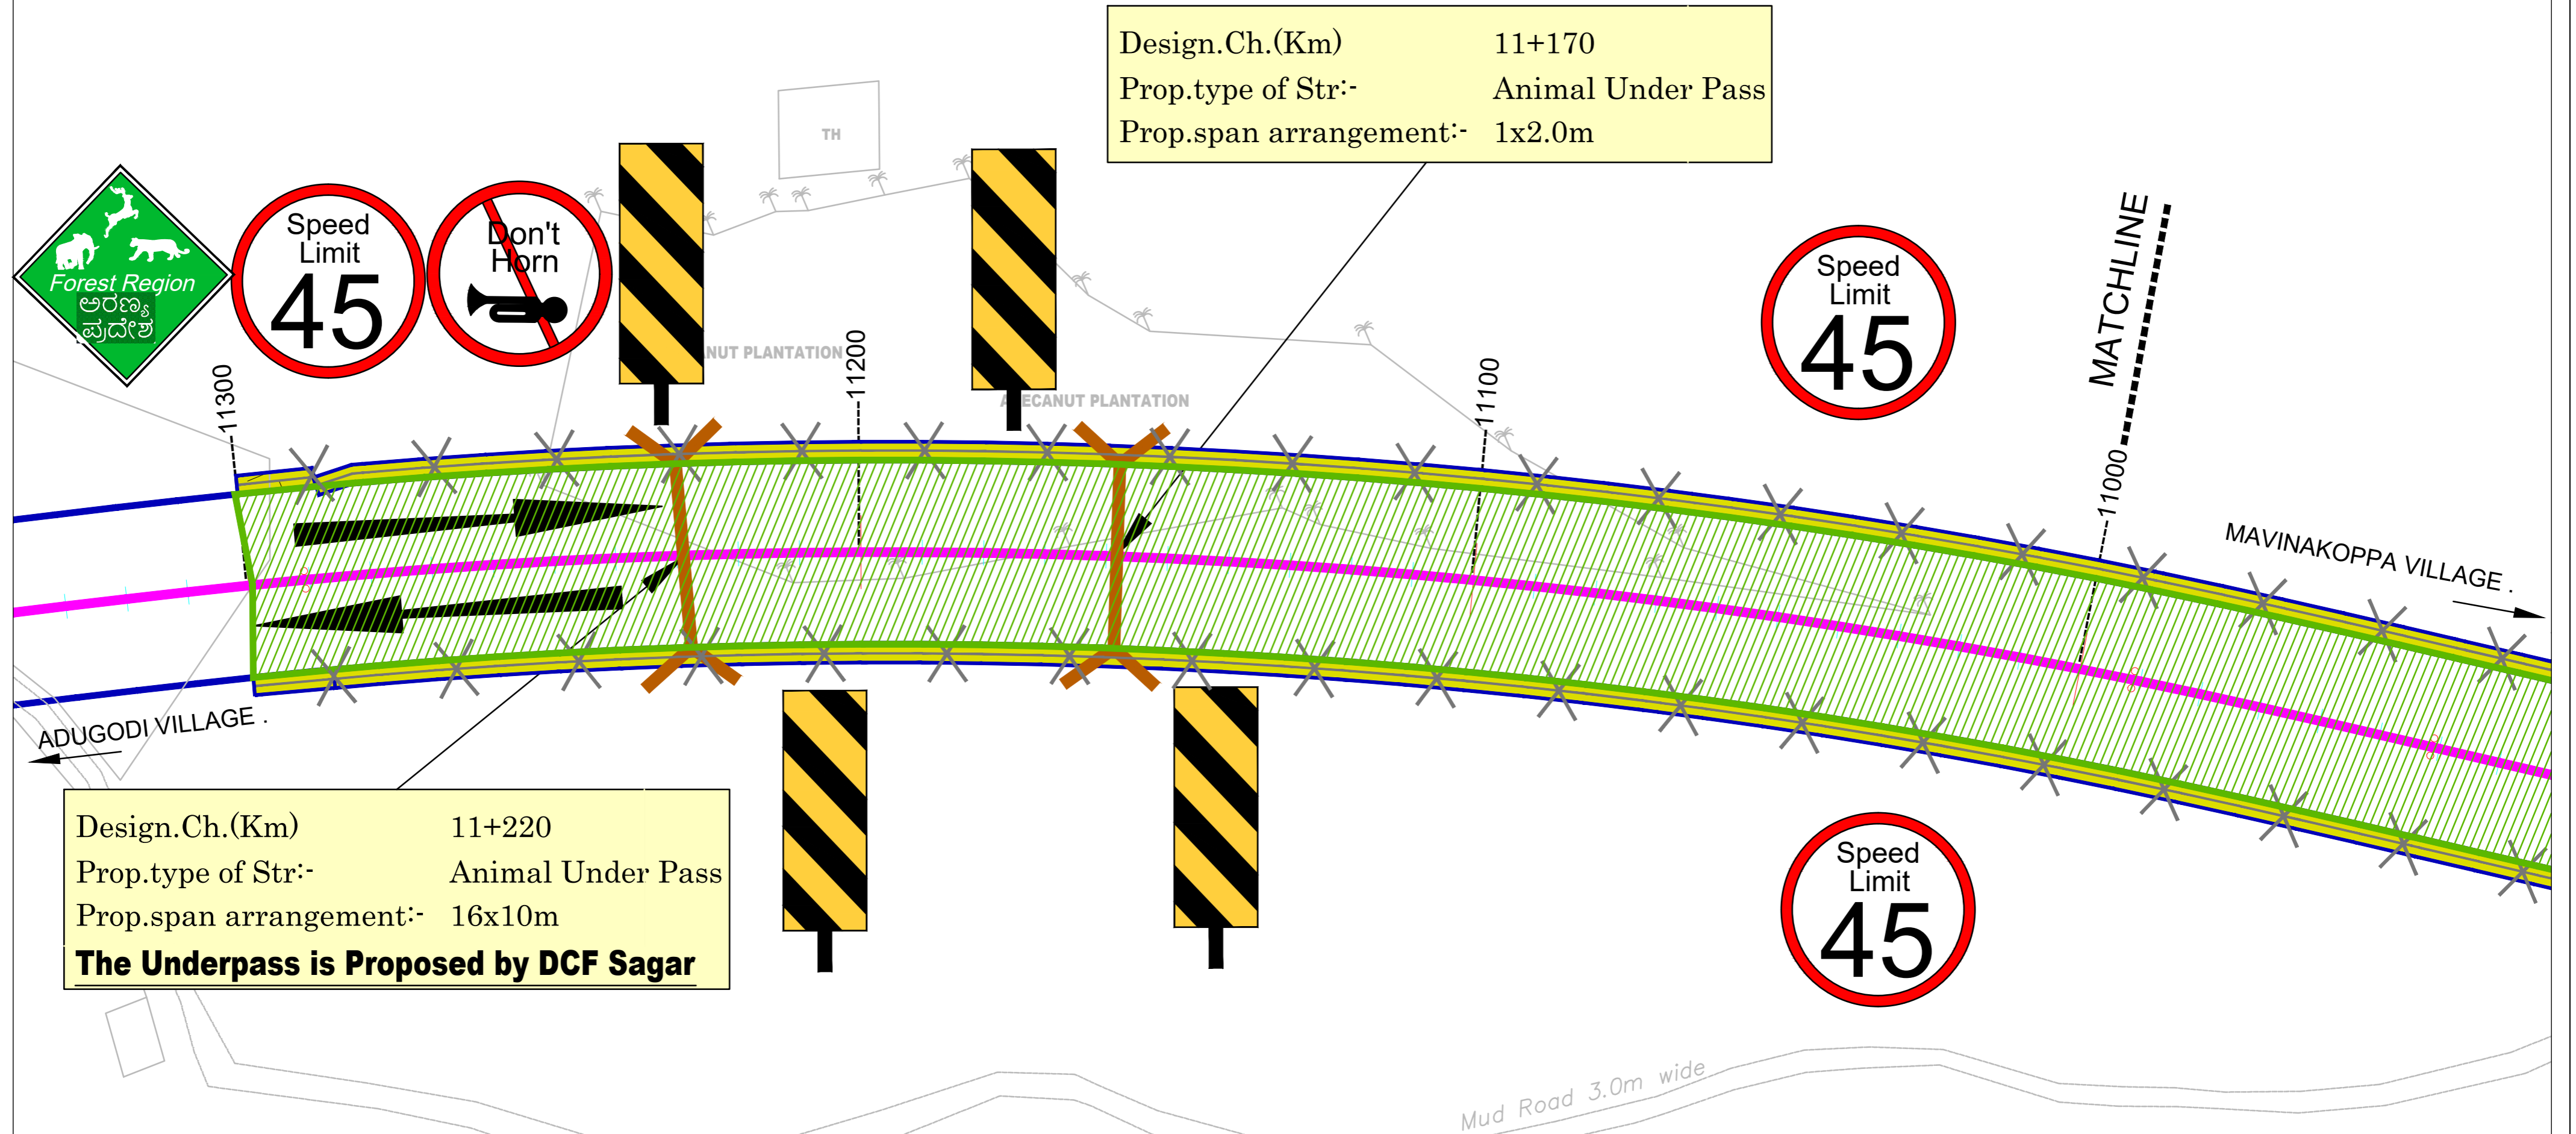 Design.Ch.(Km) 11+170
Prop.type of Str:- Animal Under Pass
Prop.span arrangement:- 1x2.0m
TH
Forest Region
ಅರಣ್ಯ
ಪ್ರದೇಶ
Speed
Limit
45
Don't
Horn
Speed
Limit
45
MATCHLINE
NUT PLANTATION
ECANUT PLANTATION
11300
11200
11100
11000
MAVINAKOPPA VILLAGE .
ADUGODI VILLAGE .
Design.Ch.(Km) 11+220
Prop.type of Str:- Animal Under Pass
Prop.span arrangement:- 16x10m
The Underpass is Proposed by DCF Sagar
Speed
Limit
45
Mud Road 3.0m wide